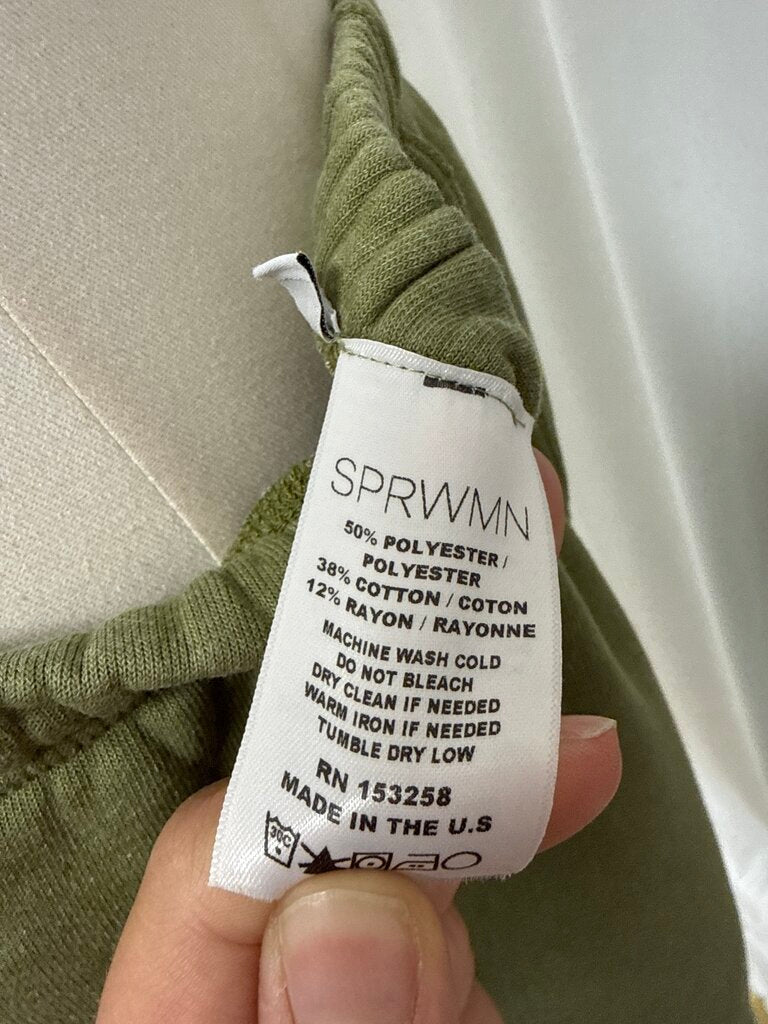 SPRWMN
50% POLYESTER /
POLYESTER
38% COTTON / COTON
12% RAYON / RAYONNE
MACHINE WASH COLD
DO NOT BLEACH
DRY CLEAN IF NEEDED
WARM IRON IF NEEDED
TUMBLE DRY LOW
RN 153258
MADE IN THE U.S
30C